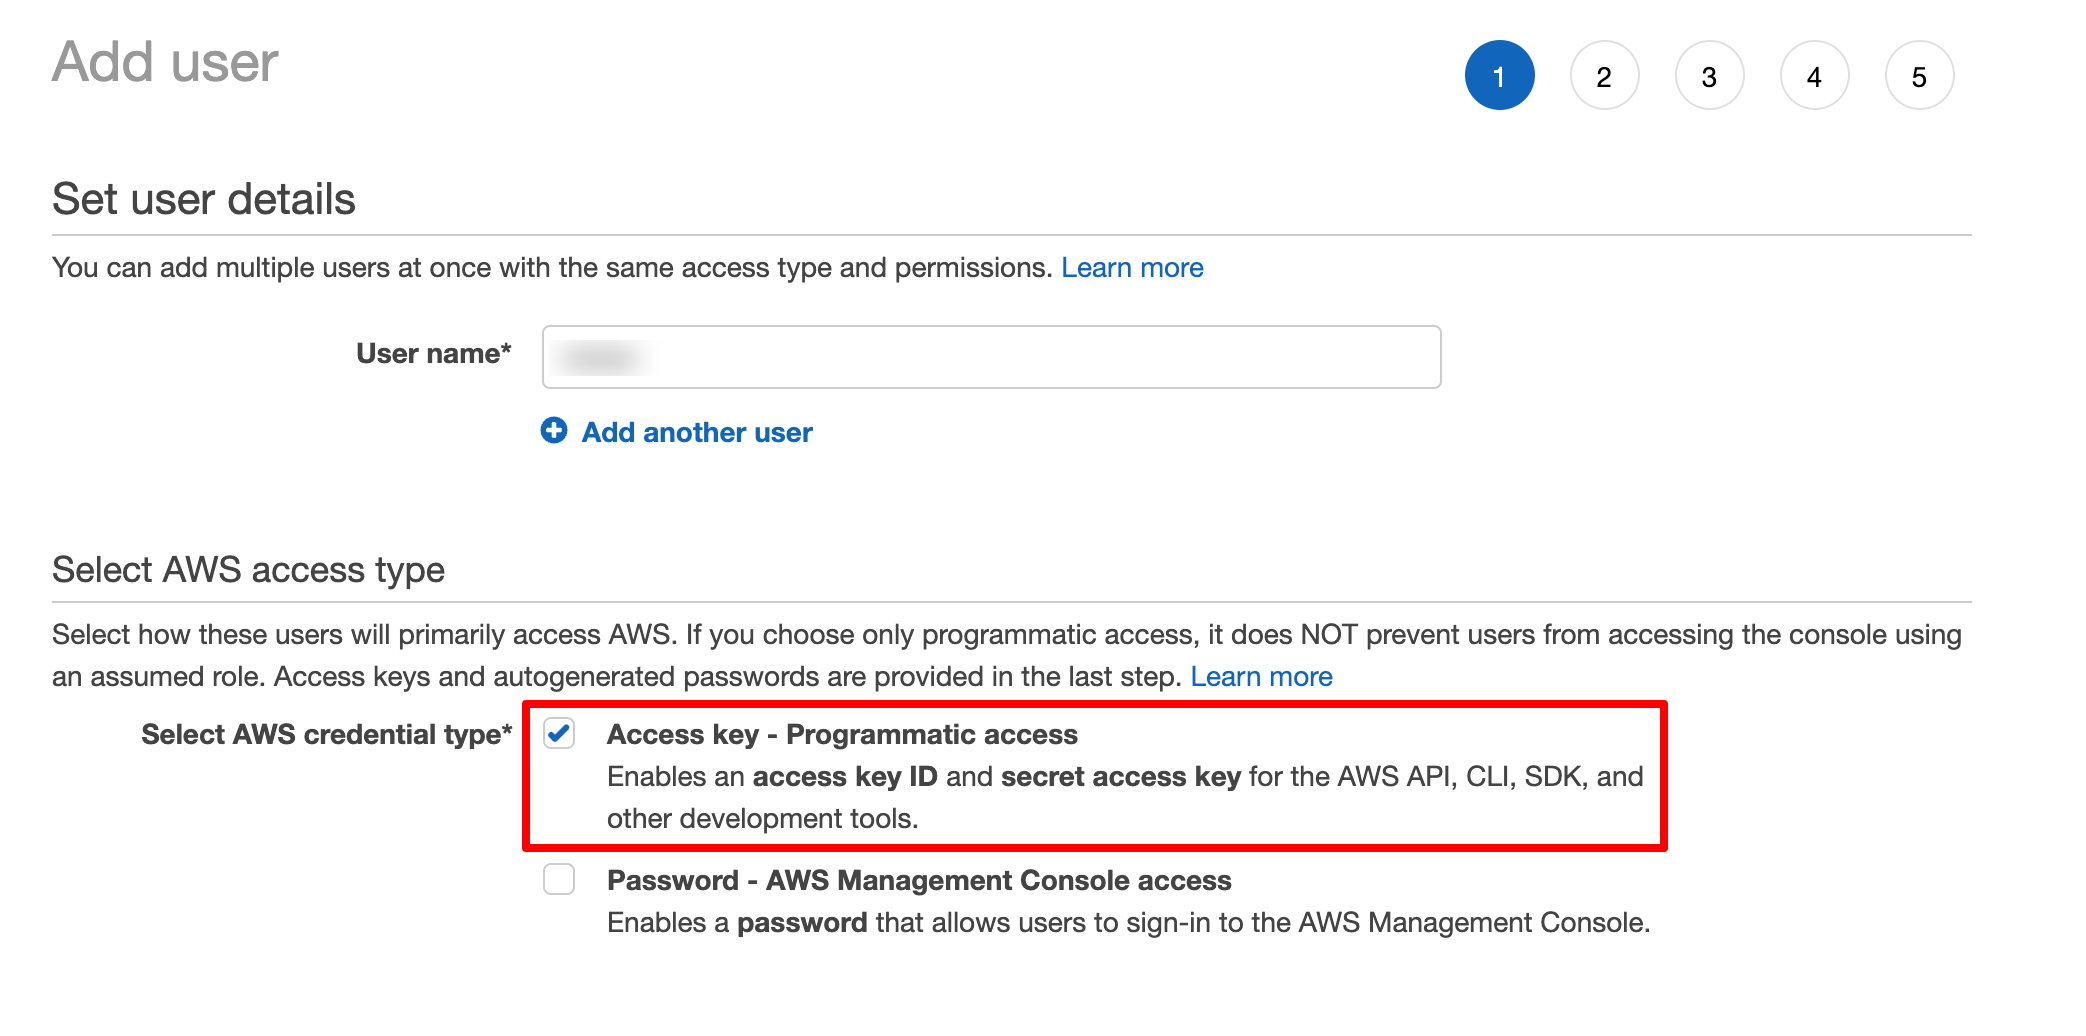 Add user
1 2 3 4 5
Set user details
You can add multiple users at once with the same access type and permissions. Learn more
User name*
Add another user
Select AWS access type
Select how these users will primarily access AWS. If you choose only programmatic access, it does NOT prevent users from accessing the console using
an assumed role. Access keys and autogenerated passwords are provided in the last step. Learn more
Select AWS credential type* Access key - Programmatic access
Enables an access key ID and secret access key for the AWS API, CLI, SDK, and
other development tools.
Password - AWS Management Console access
Enables a password that allows users to sign-in to the AWS Management Console.